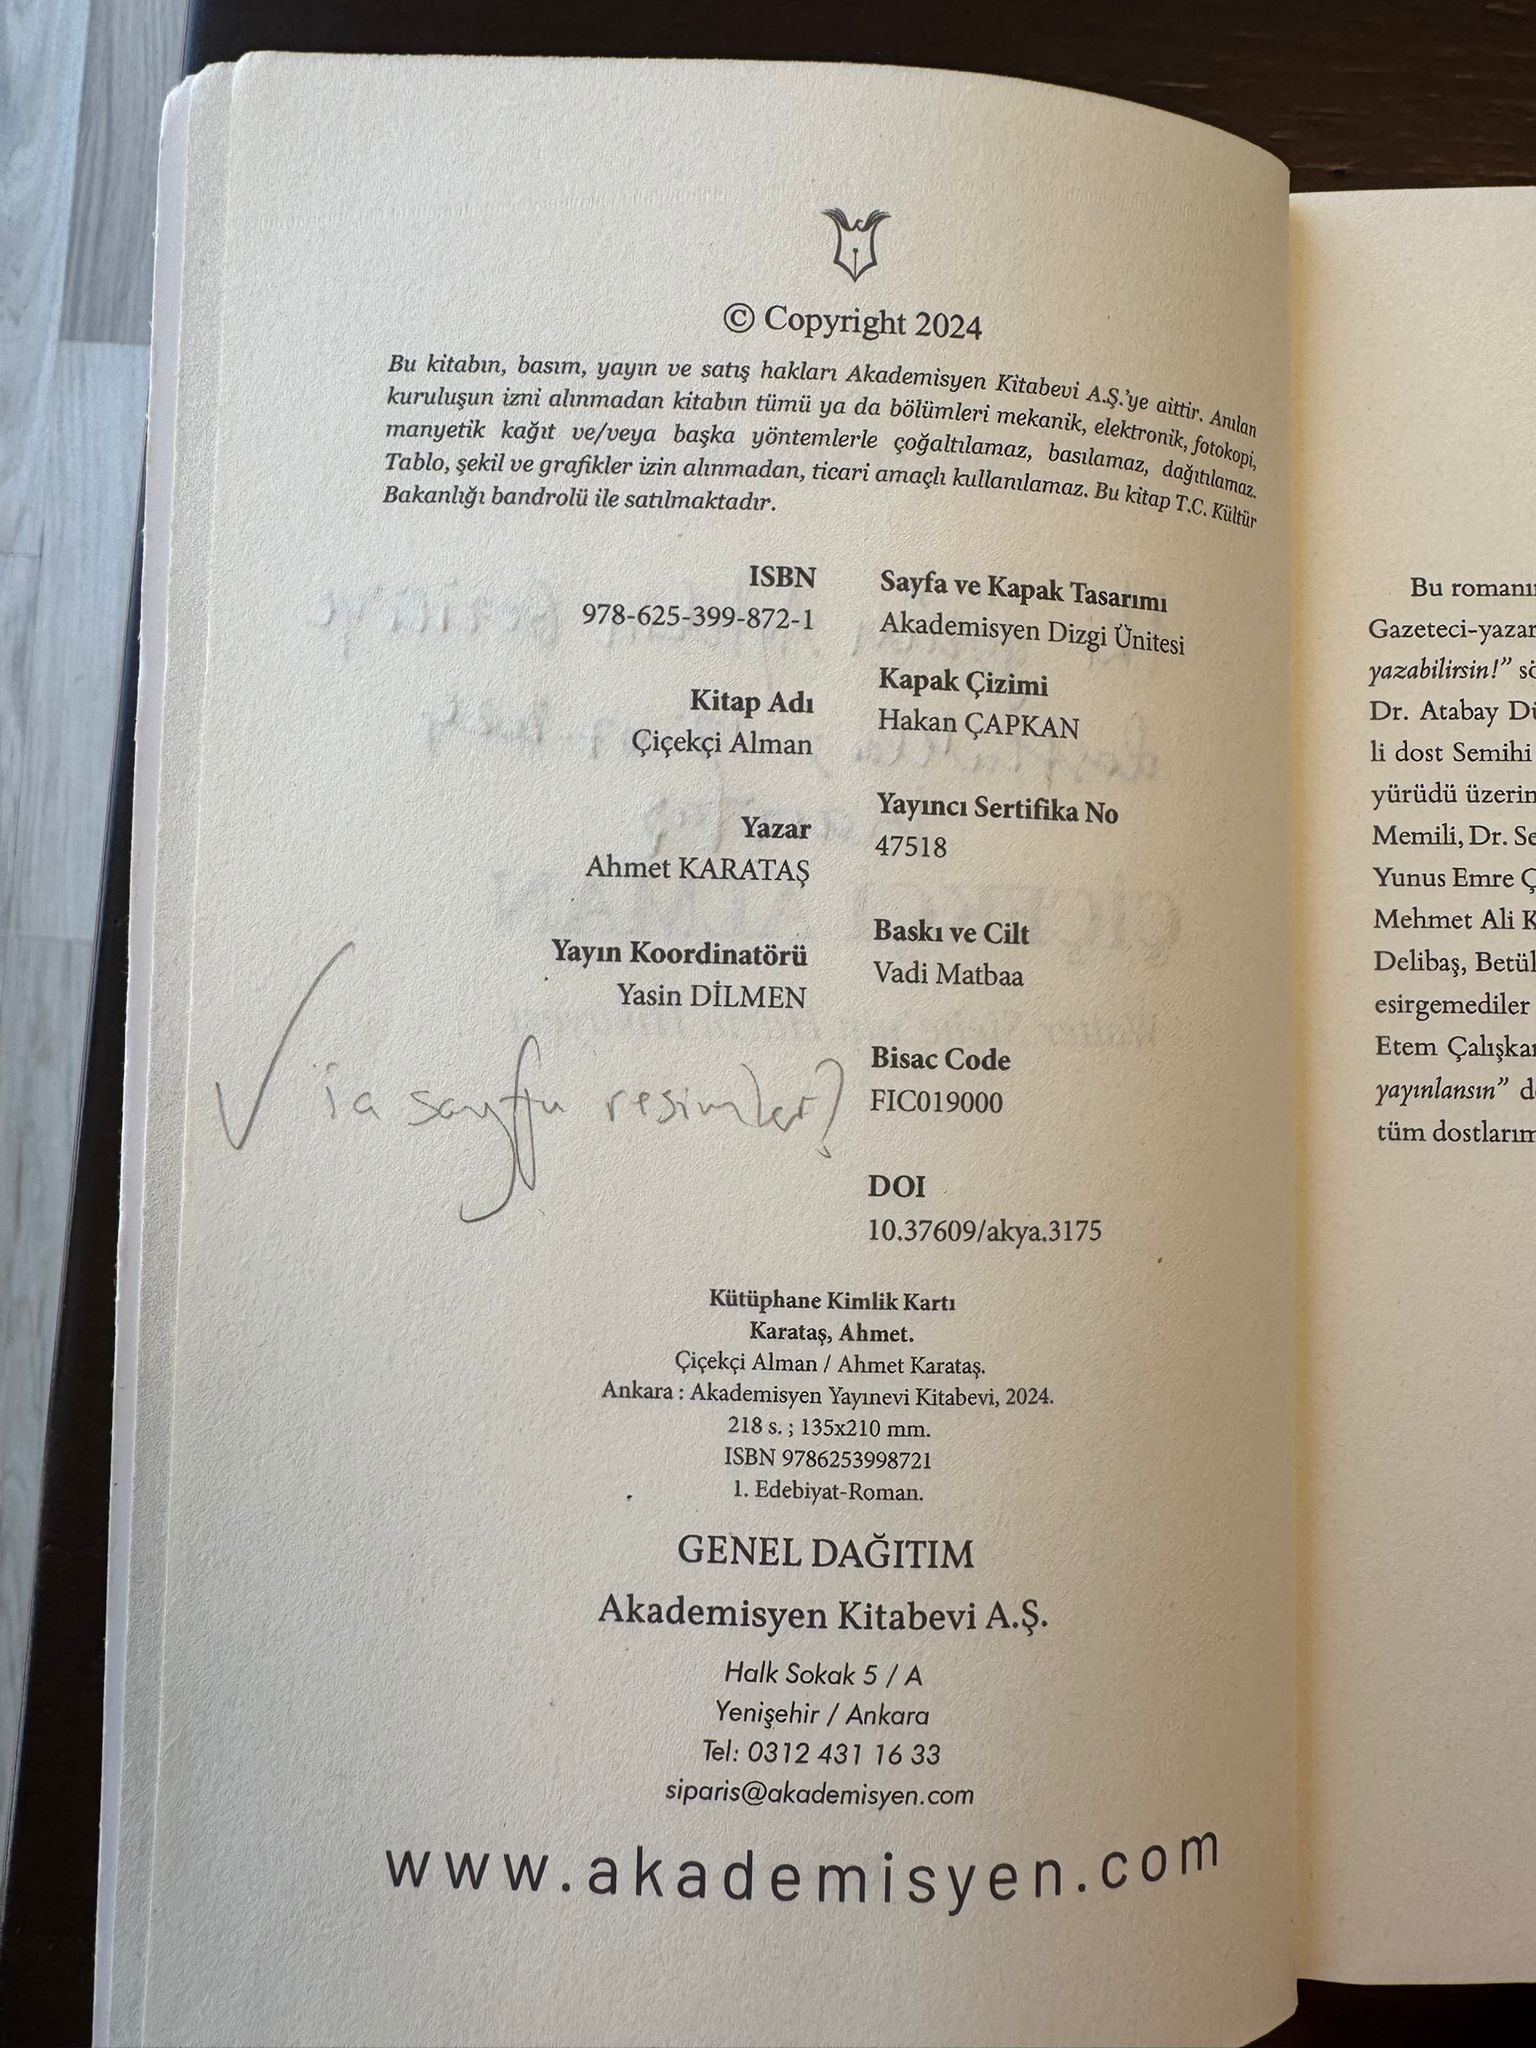 © Copyright 2024
Bu kitabın, basım, yayın ve satış hakları Akademisyen Kitabevi A.Ş.'ye aittir. Anılan
kuruluşun izni alınmadan kitabın tümü ya da bölümleri mekanik, elektronik, fotokopi,
manyetik kağıt ve/veya başka yöntemlerle çoğaltılamaz, basılamaz, dağıtılamaz.
Tablo, şekil ve grafikler izin alınmadan, ticari amaçlı kullanılamaz. Bu kitap T.C. Kültür
Bakanlığı bandrolü ile satılmaktadır.
ISBN
978-625-399-872-1
Kitap Adı
Çiçekçi Alman
Yazar
Ahmet KARATAŞ
Yayın Koordinatörü
Yasin DİLMEN
sayfa resimler?
Sayfa ve Kapak Tasarımı
Akademisyen Dizgi Ünitesi
Kapak Çizimi
Hakan ÇAPKAN
Yayıncı Sertifika No
47518
Baskı ve Cilt
Vadi Matbaa
Bisac Code
FIC019000
DOI
10.37609/akya.3175
Kütüphane Kimlik Kartı
Karataş, Ahmet.
Çiçekçi Alman / Ahmet Karataş.
Ankara : Akademisyen Yayınevi Kitabevi, 2024.
218 s. ; 135x210 mm.
ISBN 9786253998721
1. Edebiyat-Roman.
GENEL DAĞITIM
Akademisyen Kitabevi A.Ş.
Halk Sokak 5 / A
Yenişehir / Ankara
Tel: 0312 431 16 33
siparis@akademisyen.com
www.akademisyen.com
Bu
Gazeteci-yazar
yazabilirsin!"
Dr. Atabay
li dost Semihi
yürüdü
Memili, Dr.
Yunus Emre
Mehmet Ali
Delibaş,
esirgemediler
Etem
yayınlansın"
tüm